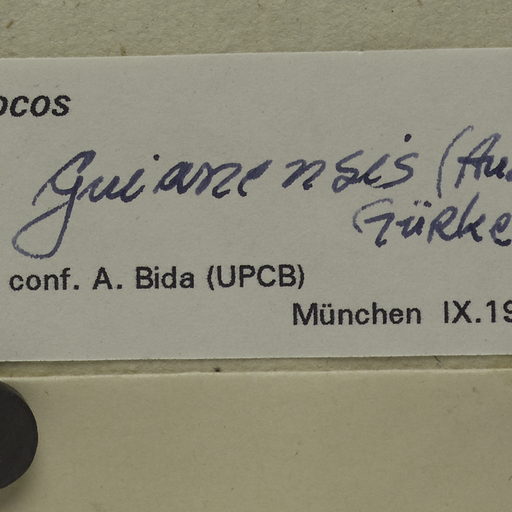 ocos
guianensis (Au
Gürke
conf. A. Bida (UPCB)
München IX.19